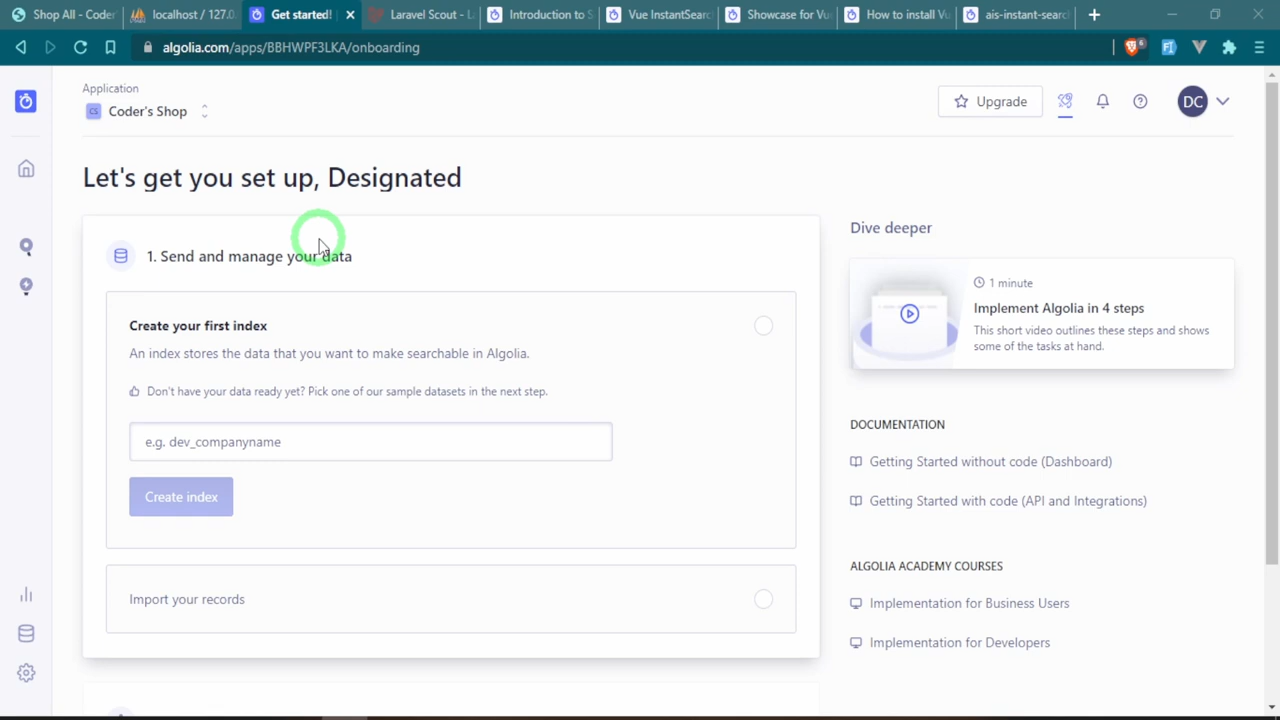 Shop All - Coder
localhost / 127.0.
Get started!
Laravel Scout - L
Introduction to S
Vue InstantSearc
Showcase for Vu
How to install Vu
ais-instant-searc
algolia.com/apps/BBHWPF3LKA/onboarding
6
Application
CS Coder's Shop
Upgrade
DC
Let's get you set up, Designated
1. Send and manage your data
Create your first index
An index stores the data that you want to make searchable in Algolia.
Don't have your data ready yet? Pick one of our sample datasets in the next step.
e.g. dev_companyname
Create index
Import your records
Dive deeper
1 minute
Implement Algolia in 4 steps
This short video outlines these steps and shows
some of the tasks at hand.
DOCUMENTATION
Getting Started without code (Dashboard)
Getting Started with code (API and Integrations)
ALGOLIA ACADEMY COURSES
Implementation for Business Users
Implementation for Developers